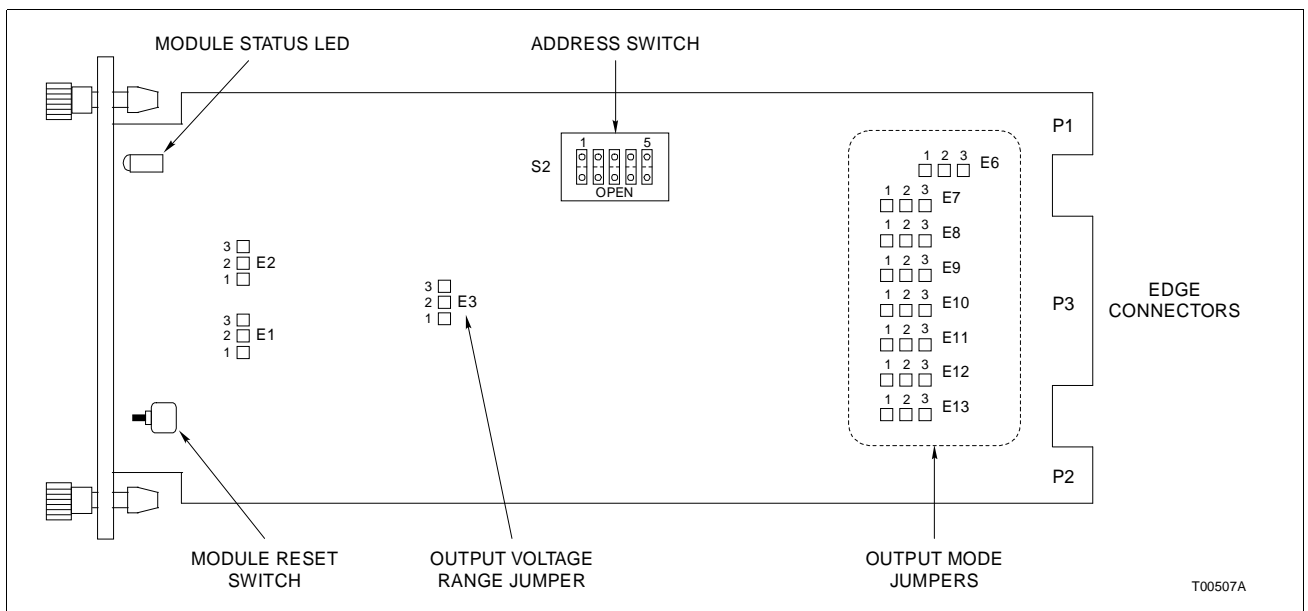 MODULE STATUS LED
ADDRESS SWITCH
P1
1 5
S2
OPEN
1 2 3
E6
1 2 3
E7
1 2 3
E8
1 2 3
E9
1 2 3
E10
1 2 3
E11
1 2 3
E12
1 2 3
E13
3
2 E2
1
3
2 E1
1
3
2 E3
1
P3
EDGE
CONNECTORS
P2
MODULE RESET
SWITCH
OUTPUT VOLTAGE
RANGE JUMPER
OUTPUT MODE
JUMPERS
T00507A